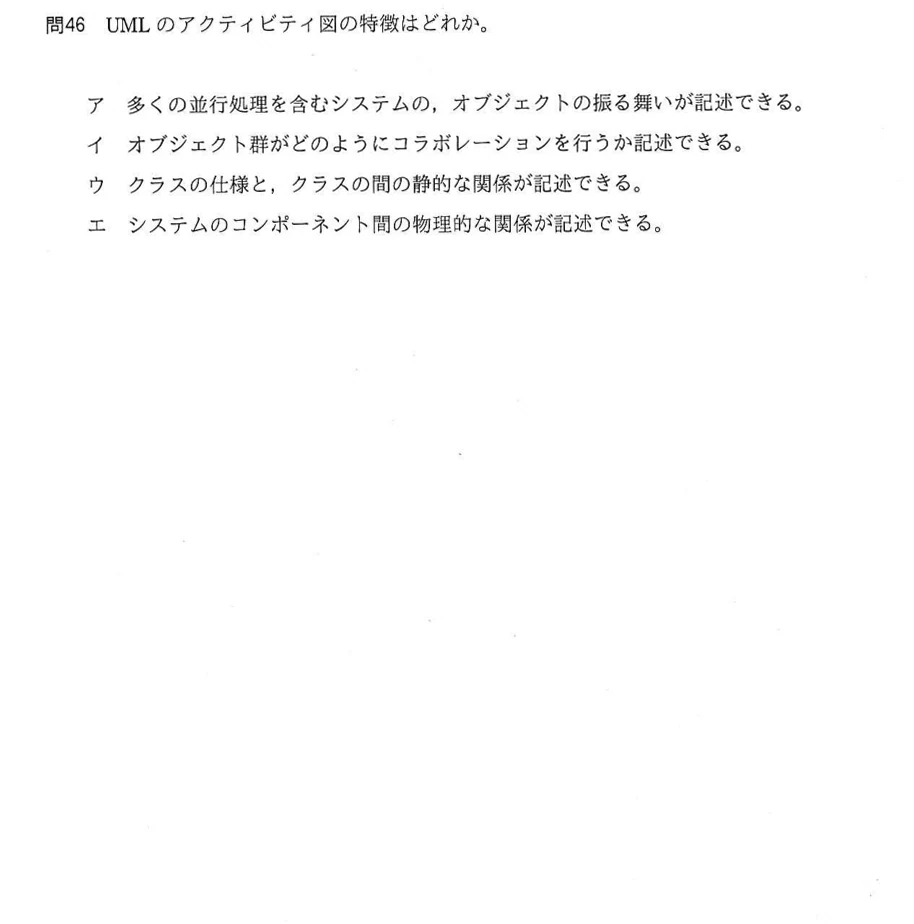 問46 UML のアクティビティ図の特徴はどれか。
ア 多くの並行処理を含むシステムの，オブジェクトの振る舞いが記述できる。
イ オブジェクト群がどのようにコラボレーションを行うか記述できる。
ウ クラスの仕様と，クラスの間の静的な関係が記述できる。
エ システムのコンポーネント間の物理的な関係が記述できる。